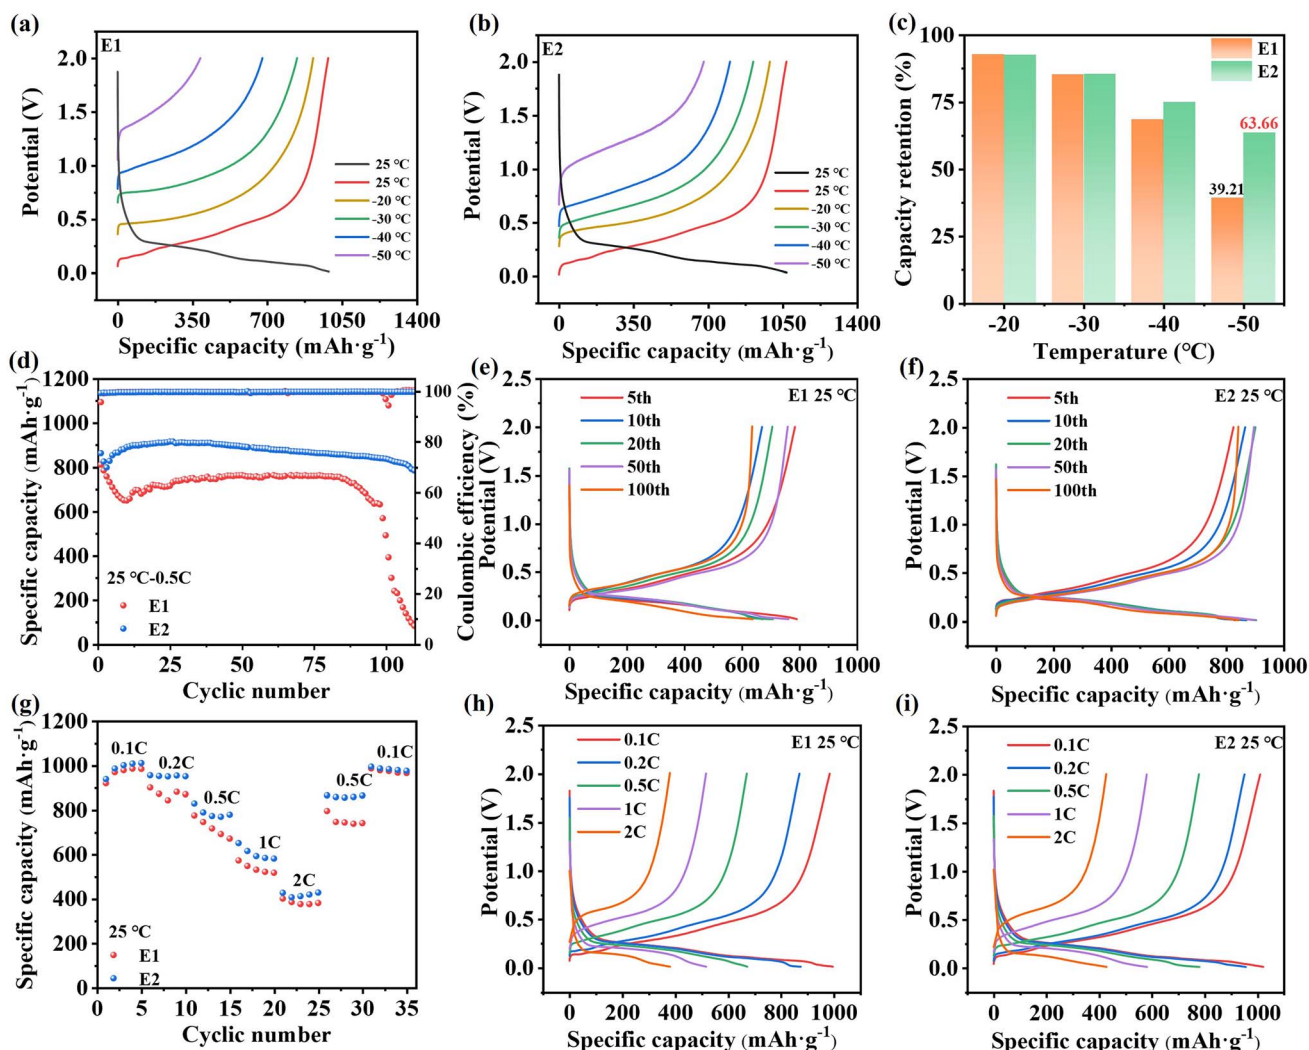 (a)
E1
Potential (V)
2.0
1.5
1.0
0.5
0.0
25 °C
25 °C
-20 °C
-30 °C
-40 °C
-50 °C
0 350 700 1050 1400
Specific capacity (mAh·g⁻¹)
(b)
E2
Potential (V)
2.0
1.5
1.0
0.5
0.0
25 °C
25 °C
-20 °C
-30 °C
-40 °C
-50 °C
0 350 700 1050 1400
Specific capacity (mAh·g⁻¹)
(c)
Capacity retention (%)
100
75
50
25
0
E1
E2
63.66
39.21
-20 -30 -40 -50
Temperature (°C)
(d)
Specific capacity (mAh·g⁻¹)
1200
1000
800
600
400
200
0
25 °C-0.5C
E1
E2
100
90
80
70
60
50
40
30
20
10
0
Coulombic efficiency (%)
0 25 50 75 100
Cyclic number
(e)
E1 25 °C
Potential (V)
2.5
2.0
1.5
1.0
0.5
0.0
5th
10th
20th
50th
100th
0 200 400 600 800 1000
Specific capacity (mAh·g⁻¹)
(f)
E2 25 °C
Potential (V)
2.5
2.0
1.5
1.0
0.5
0.0
5th
10th
20th
50th
100th
0 200 400 600 800 1000
Specific capacity (mAh·g⁻¹)
(g)
Specific capacity (mAh·g⁻¹)
1200
1000
800
600
400
200
0
0.1C
0.2C
0.5C
1C
2C
0.5C
0.1C
25 °C
E1
E2
0 5 10 15 20 25 30 35
Cyclic number
(h)
E1 25 °C
Potential (V)
2.5
2.0
1.5
1.0
0.5
0.0
0.1C
0.2C
0.5C
1C
2C
0 200 400 600 800 1000
Specific capacity (mAh·g⁻¹)
(i)
E2 25 °C
Potential (V)
2.5
2.0
1.5
1.0
0.5
0.0
0.1C
0.2C
0.5C
1C
2C
0 200 400 600 800 1000
Specific capacity (mAh·g⁻¹)